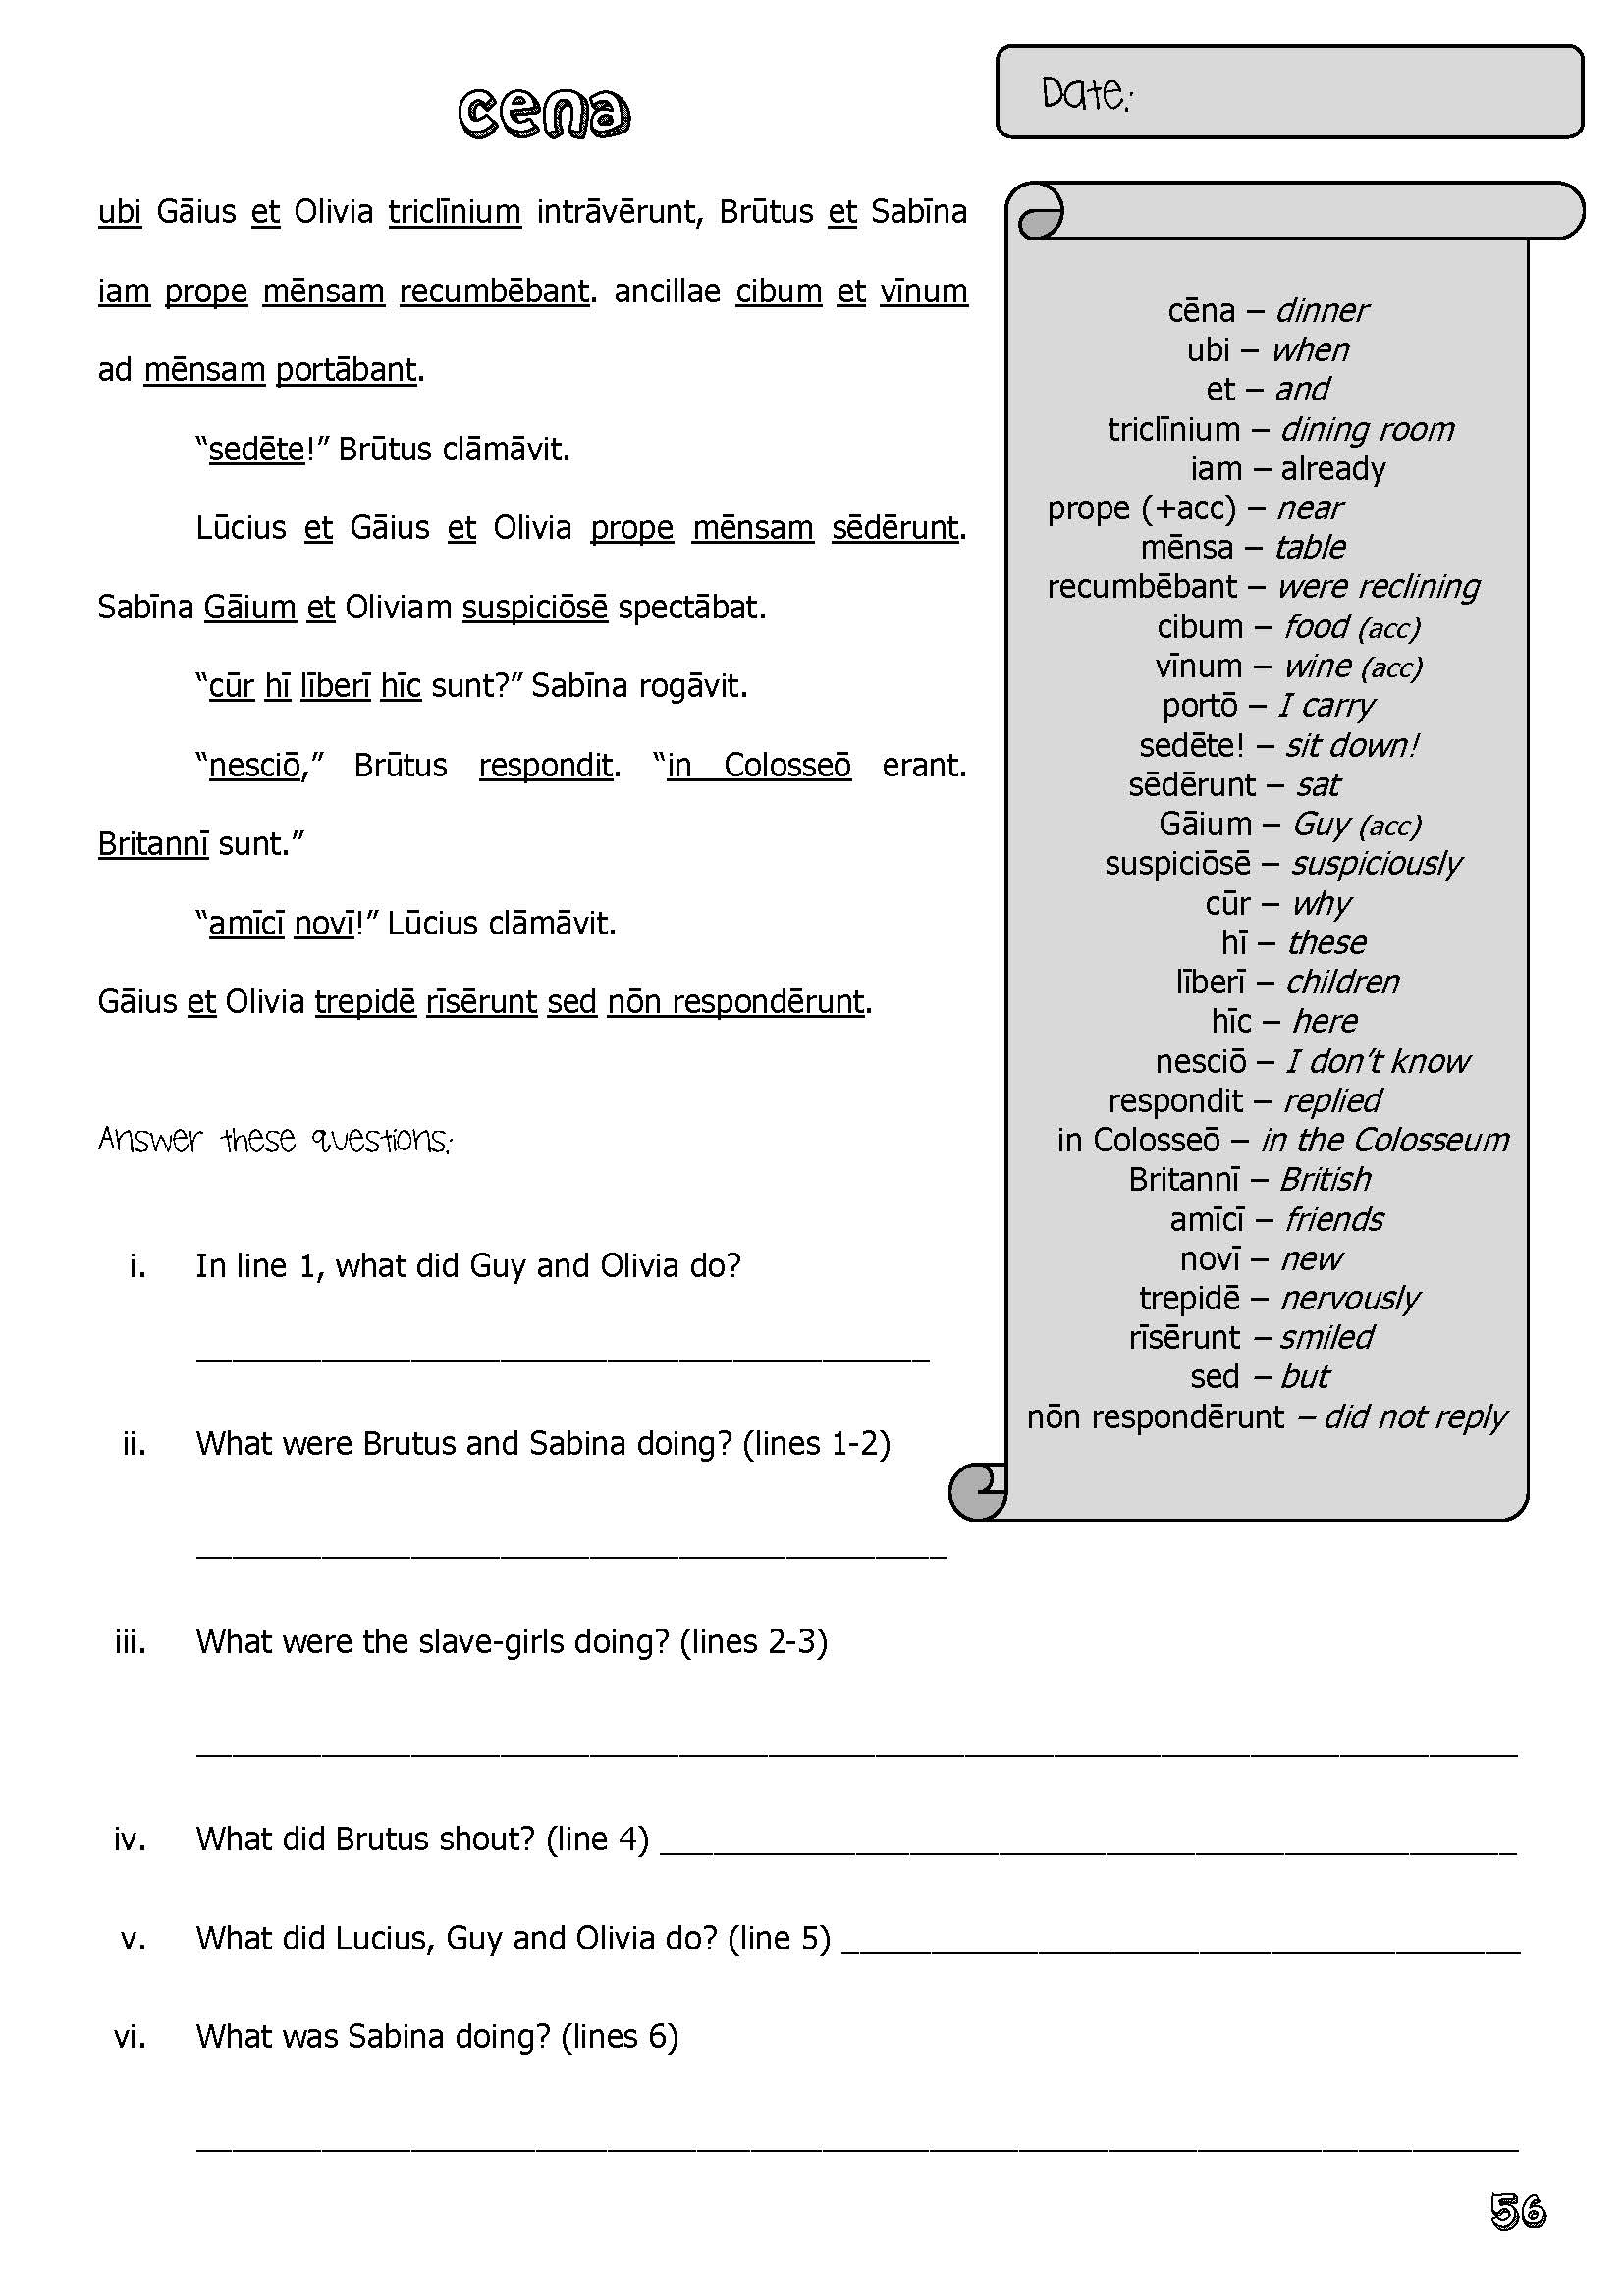 cena
Date:
ubi Gāius et Olivia triclīnium intrāvērunt, Brūtus et Sabīna
iam prope mēnsam recumbēbant. ancillae cibum et vīnum
ad mēnsam portābant.
“sedēte!” Brūtus clāmāvit.
Lūcius et Gāius et Olivia prope mēnsam sēdērunt.
Sabīna Gāium et Oliviam suspiciōsē spectābat.
“cūr hī līberī hīc sunt?” Sabīna rogāvit.
“nesciō,” Brūtus respondit. “in Colosseō erant.
Britannī sunt.”
“amīcī novī!” Lūcius clāmāvit.
Gāius et Olivia trepidē rīsērunt sed nōn respondērunt.
cēna – dinner
ubi – when
et – and
triclīnium – dining room
iam – already
prope (+acc) – near
mēnsa – table
recumbēbant – were reclining
cibum – food (acc)
vīnum – wine (acc)
portō – I carry
sedēte! – sit down!
sēdērunt – sat
Gāium – Guy (acc)
suspiciōsē – suspiciously
cūr – why
hī – these
līberī – children
hīc – here
nesciō – I don’t know
respondit – replied
in Colosseō – in the Colosseum
Britannī – British
amīcī – friends
novī – new
trepidē – nervously
rīsērunt – smiled
sed – but
nōn respondērunt – did not reply
Answer these questions:
i. In line 1, what did Guy and Olivia do?
ii. What were Brutus and Sabina doing? (lines 1-2)
iii. What were the slave-girls doing? (lines 2-3)
iv. What did Brutus shout? (line 4)
v. What did Lucius, Guy and Olivia do? (line 5)
vi. What was Sabina doing? (lines 6)
56